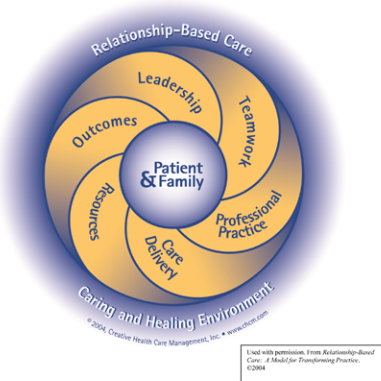 Relationship-Based Care
Leadership
Teamwork
Professional
Practice
Care
Delivery
Resources
Outcomes
Patient
& Family
Caring and Healing Environment
© 2004, Creative Health Care Management, Inc. • www.chcm.com
Used with permission. From Relationship-Based
Care: A Model for Transforming Practice.
©2004